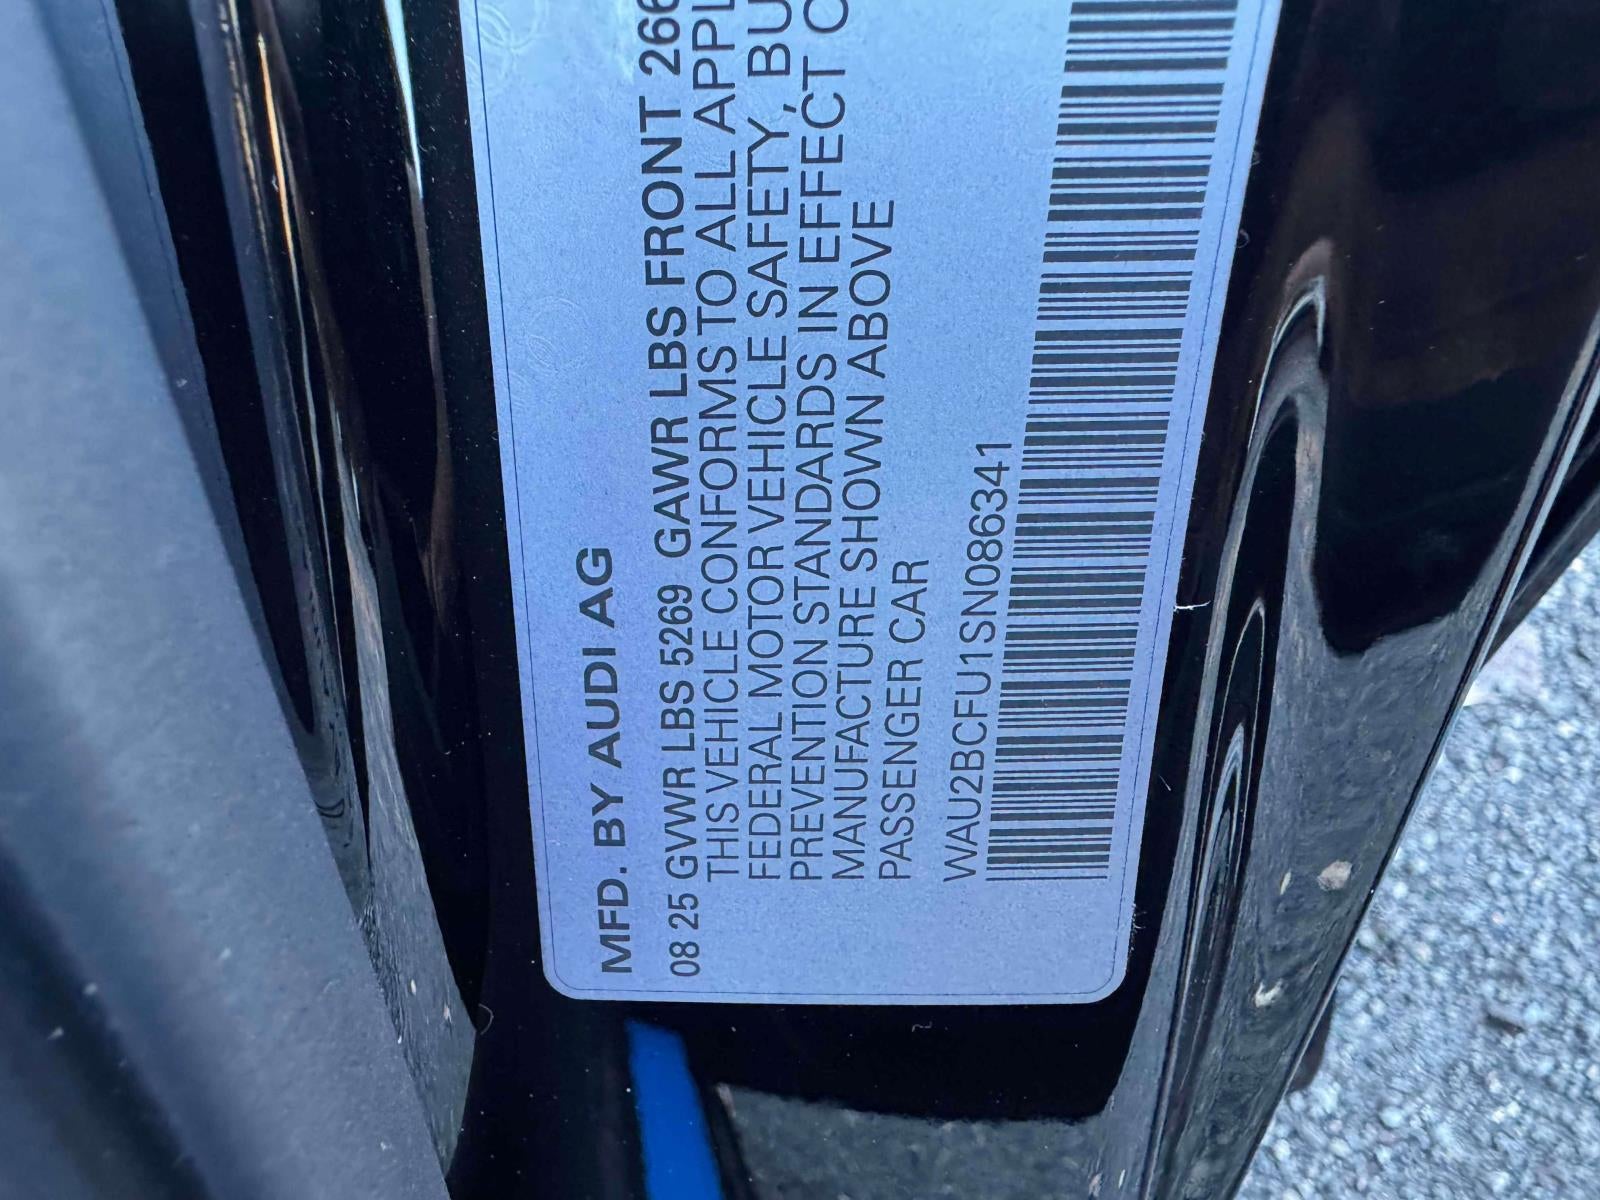 MFD. BY AUDI AG
08 25 GVWR LBS 5269 GAWR LBS FRONT 266
THIS VEHICLE CONFORMS TO ALL APPL
FEDERAL MOTOR VEHICLE SAFETY, BU
PREVENTION STANDARDS IN EFFECT O
MANUFACTURE SHOWN ABOVE
PASSENGER CAR
WAU2BCFU1SN086341